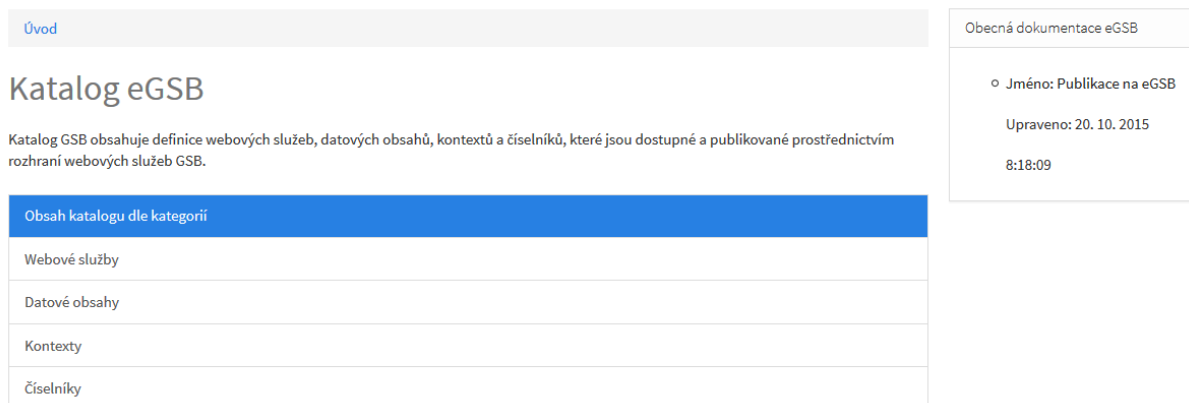 Úvod
Katalog eGSB
Katalog GSB obsahuje definice webových služeb, datových obsahů, kontextů a číselníků, které jsou dostupné a publikované prostřednictvím
rozhraní webových služeb GSB.
Obsah katalogu dle kategorií
Webové služby
Datové obsahy
Kontexty
Číselníky
Obecná dokumentace eGSB
Jméno: Publikace na eGSB
Upraveno: 20. 10. 2015
8:18:09